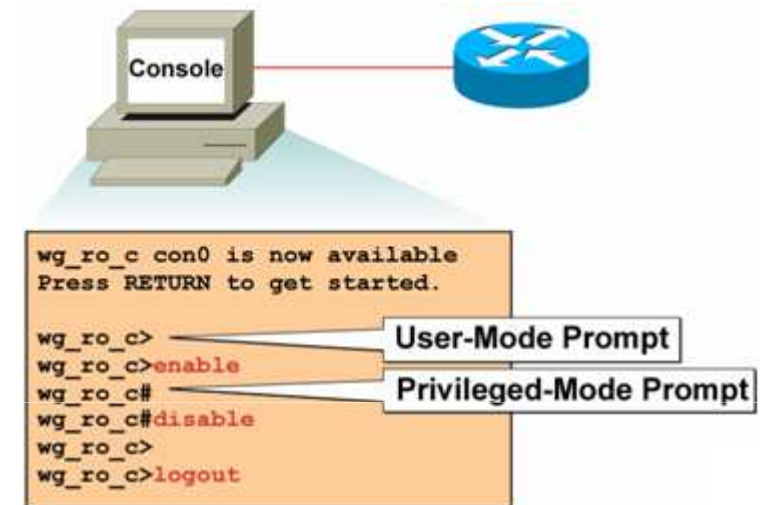 Console
wg_ro_c con0 is now available
Press RETURN to get started.
wg_ro_c>
User-Mode Prompt
wg_ro_c>enable
wg_ro_c#
Privileged-Mode Prompt
wg_ro_c#disable
wg_ro_c>
wg_ro_c>logout